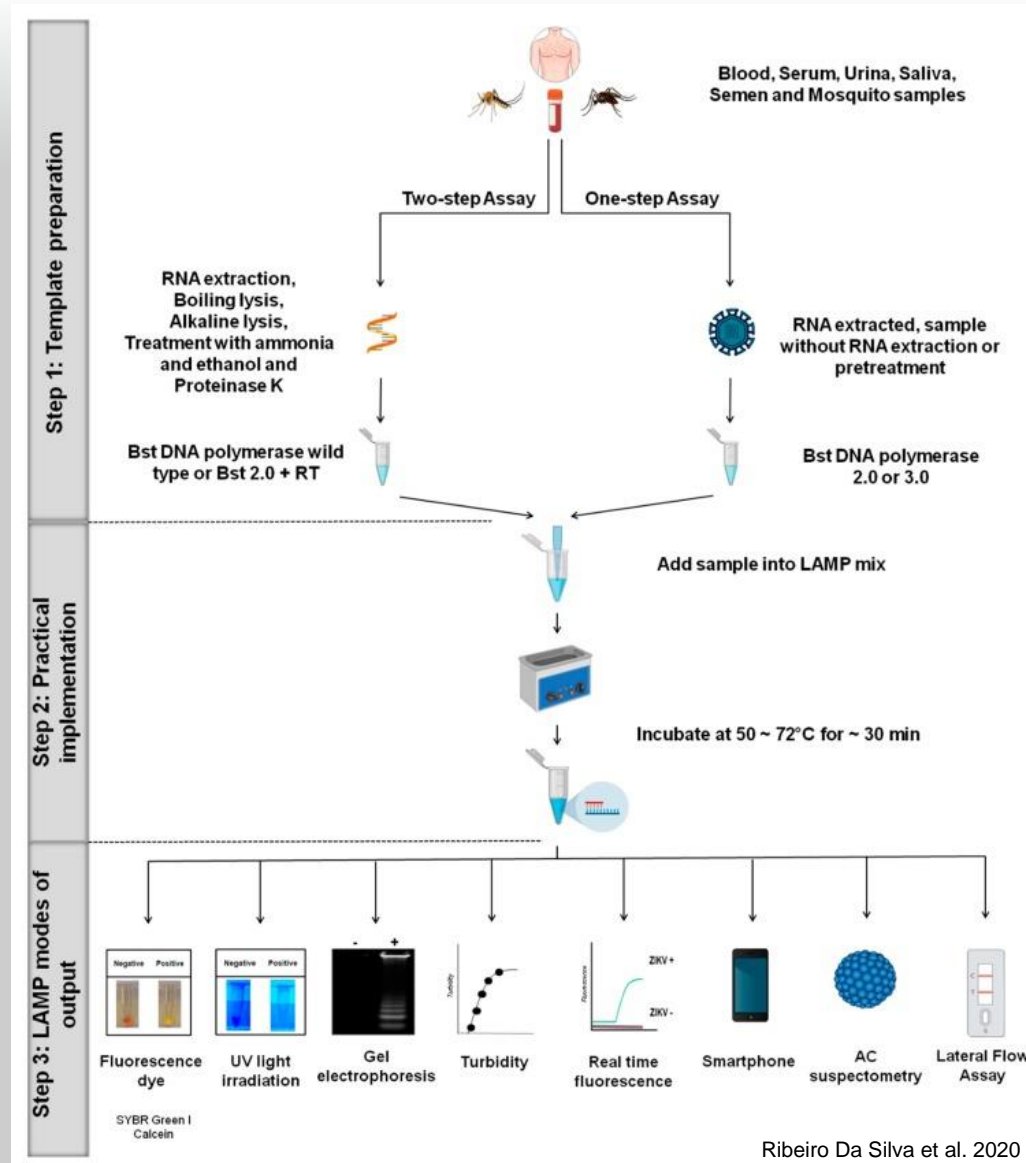 Step 1: Template preparation
Blood, Serum, Urina, Saliva,
Semen and Mosquito samples
Two-step Assay
One-step Assay
RNA extraction,
Boiling lysis,
Alkaline lysis,
Treatment with ammonia
and ethanol and
Proteinase K
RNA extracted, sample
without RNA extraction or
pretreatment
Bst DNA polymerase wild
type or Bst 2.0 + RT
Bst DNA polymerase
2.0 or 3.0
Step 2: Practical
implementation
Add sample into LAMP mix
Incubate at 50 ~ 72°C for ~ 30 min
Step 3: LAMP modes of
output
Negative Positive
Negative Positive
- +
Turbidity
Fluorescence
ZIKV +
ZIKV -
C
T
Fluorescence
dye
SYBR Green I
Calcein
UV light
irradiation
Gel
electrophoresis
Turbidity
Real time
fluorescence
Smartphone
AC
suspectometry
Lateral Flow
Assay
Ribeiro Da Silva et al. 2020